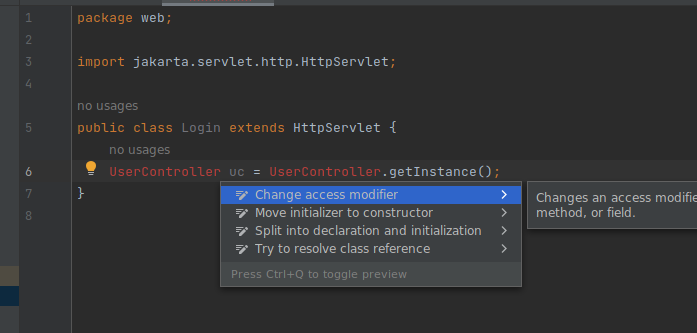 1 package web;
2
3 import jakarta.servlet.http.HttpServlet;
4
no usages
5 public class Login extends HttpServlet {
no usages
6 UserController uc = UserController.getInstance();
7 }
8
Change access modifier
Move initializer to constructor
Split into declaration and initialization
Try to resolve class reference
Press Ctrl+Q to toggle preview
Changes an access modifie
method, or field.